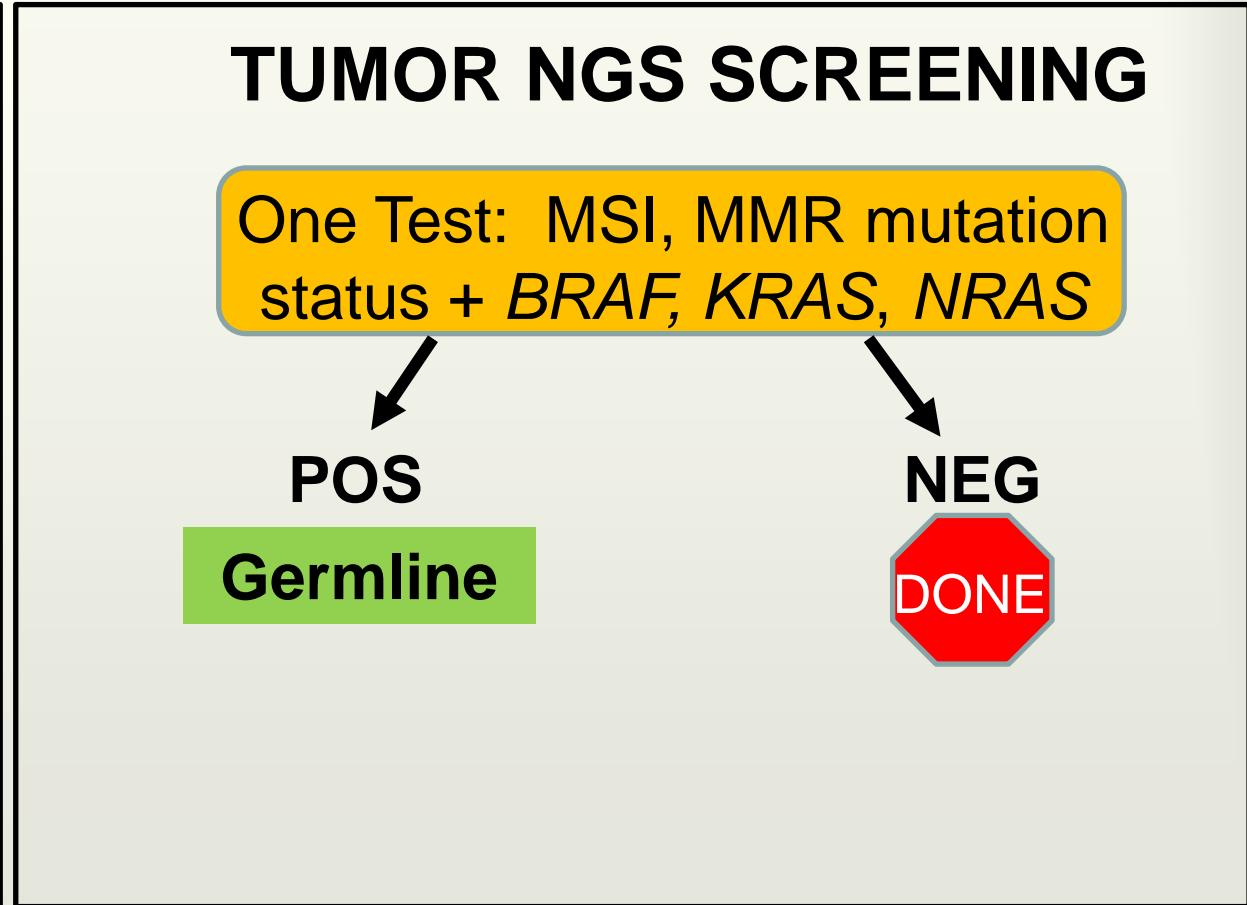 TUMOR NGS SCREENING
One Test: MSI, MMR mutation
status + BRAF, KRAS, NRAS
POS
NEG
Germline
DONE